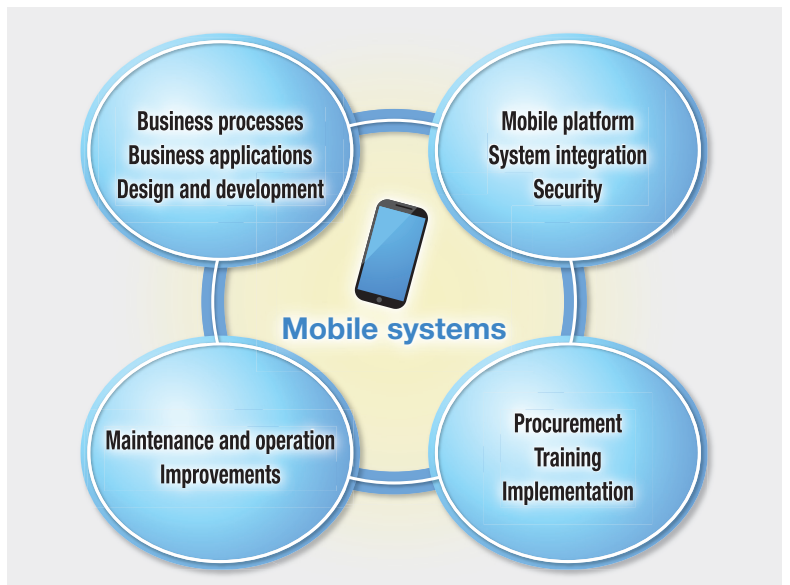 Business processes
Business applications
Design and development
Mobile platform
System integration
Security
Mobile systems
Maintenance and operation
Improvements
Procurement
Training
Implementation